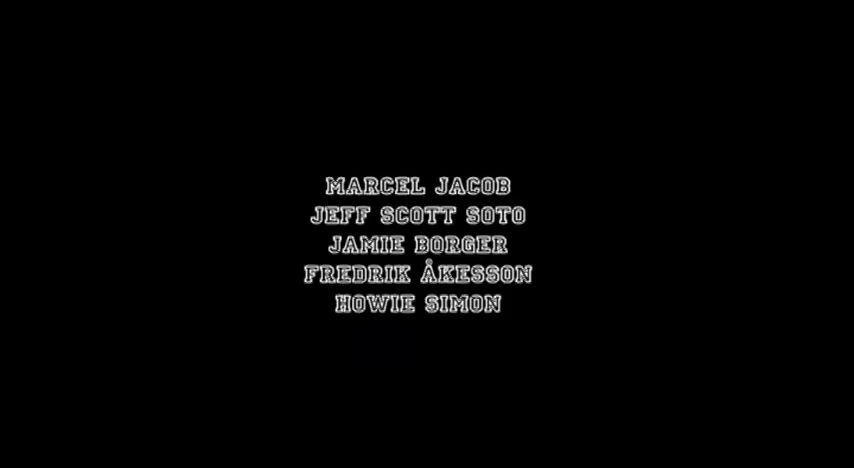 MARCEL JACOB
JEFF SCOTT SOTO
JAMIE BORGER
FREDRIK ÅKESSON
HOWIE SIMON